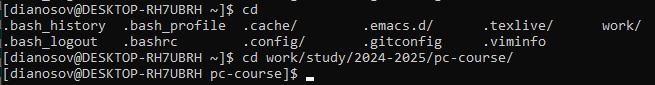 [dianosov@DESKTOP-RH7UBRH ~]$ cd
.bash_history .bash_profile .cache/ .emacs.d/ .texlive/ work/
.bash_logout .bashrc .config/ .gitconfig .viminfo
[dianosov@DESKTOP-RH7UBRH ~]$ cd work/study/2024-2025/pc-course/
[dianosov@DESKTOP-RH7UBRH pc-course]$